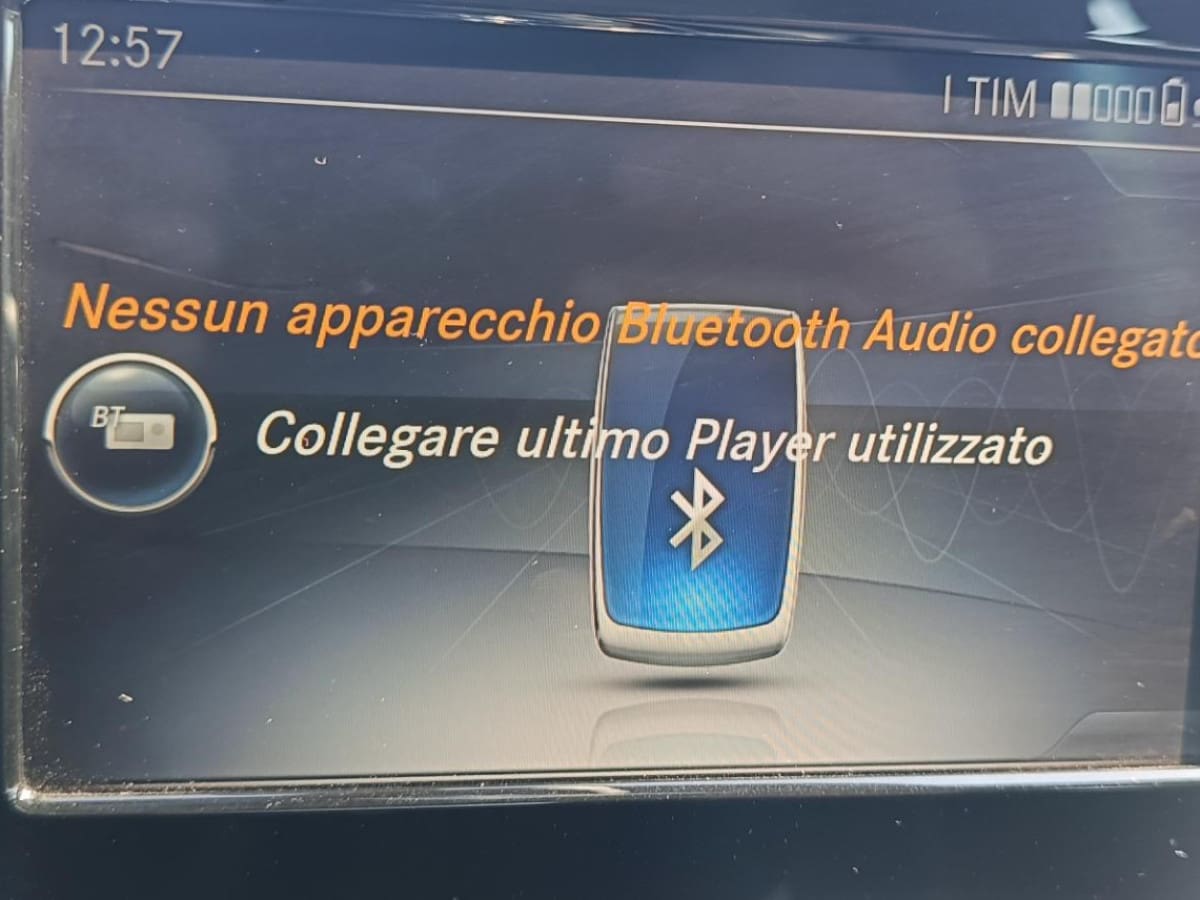 12:57
I TIM
Nessun apparecchio Bluetooth Audio collegato
BT
Collegare ultimo Player utilizzato